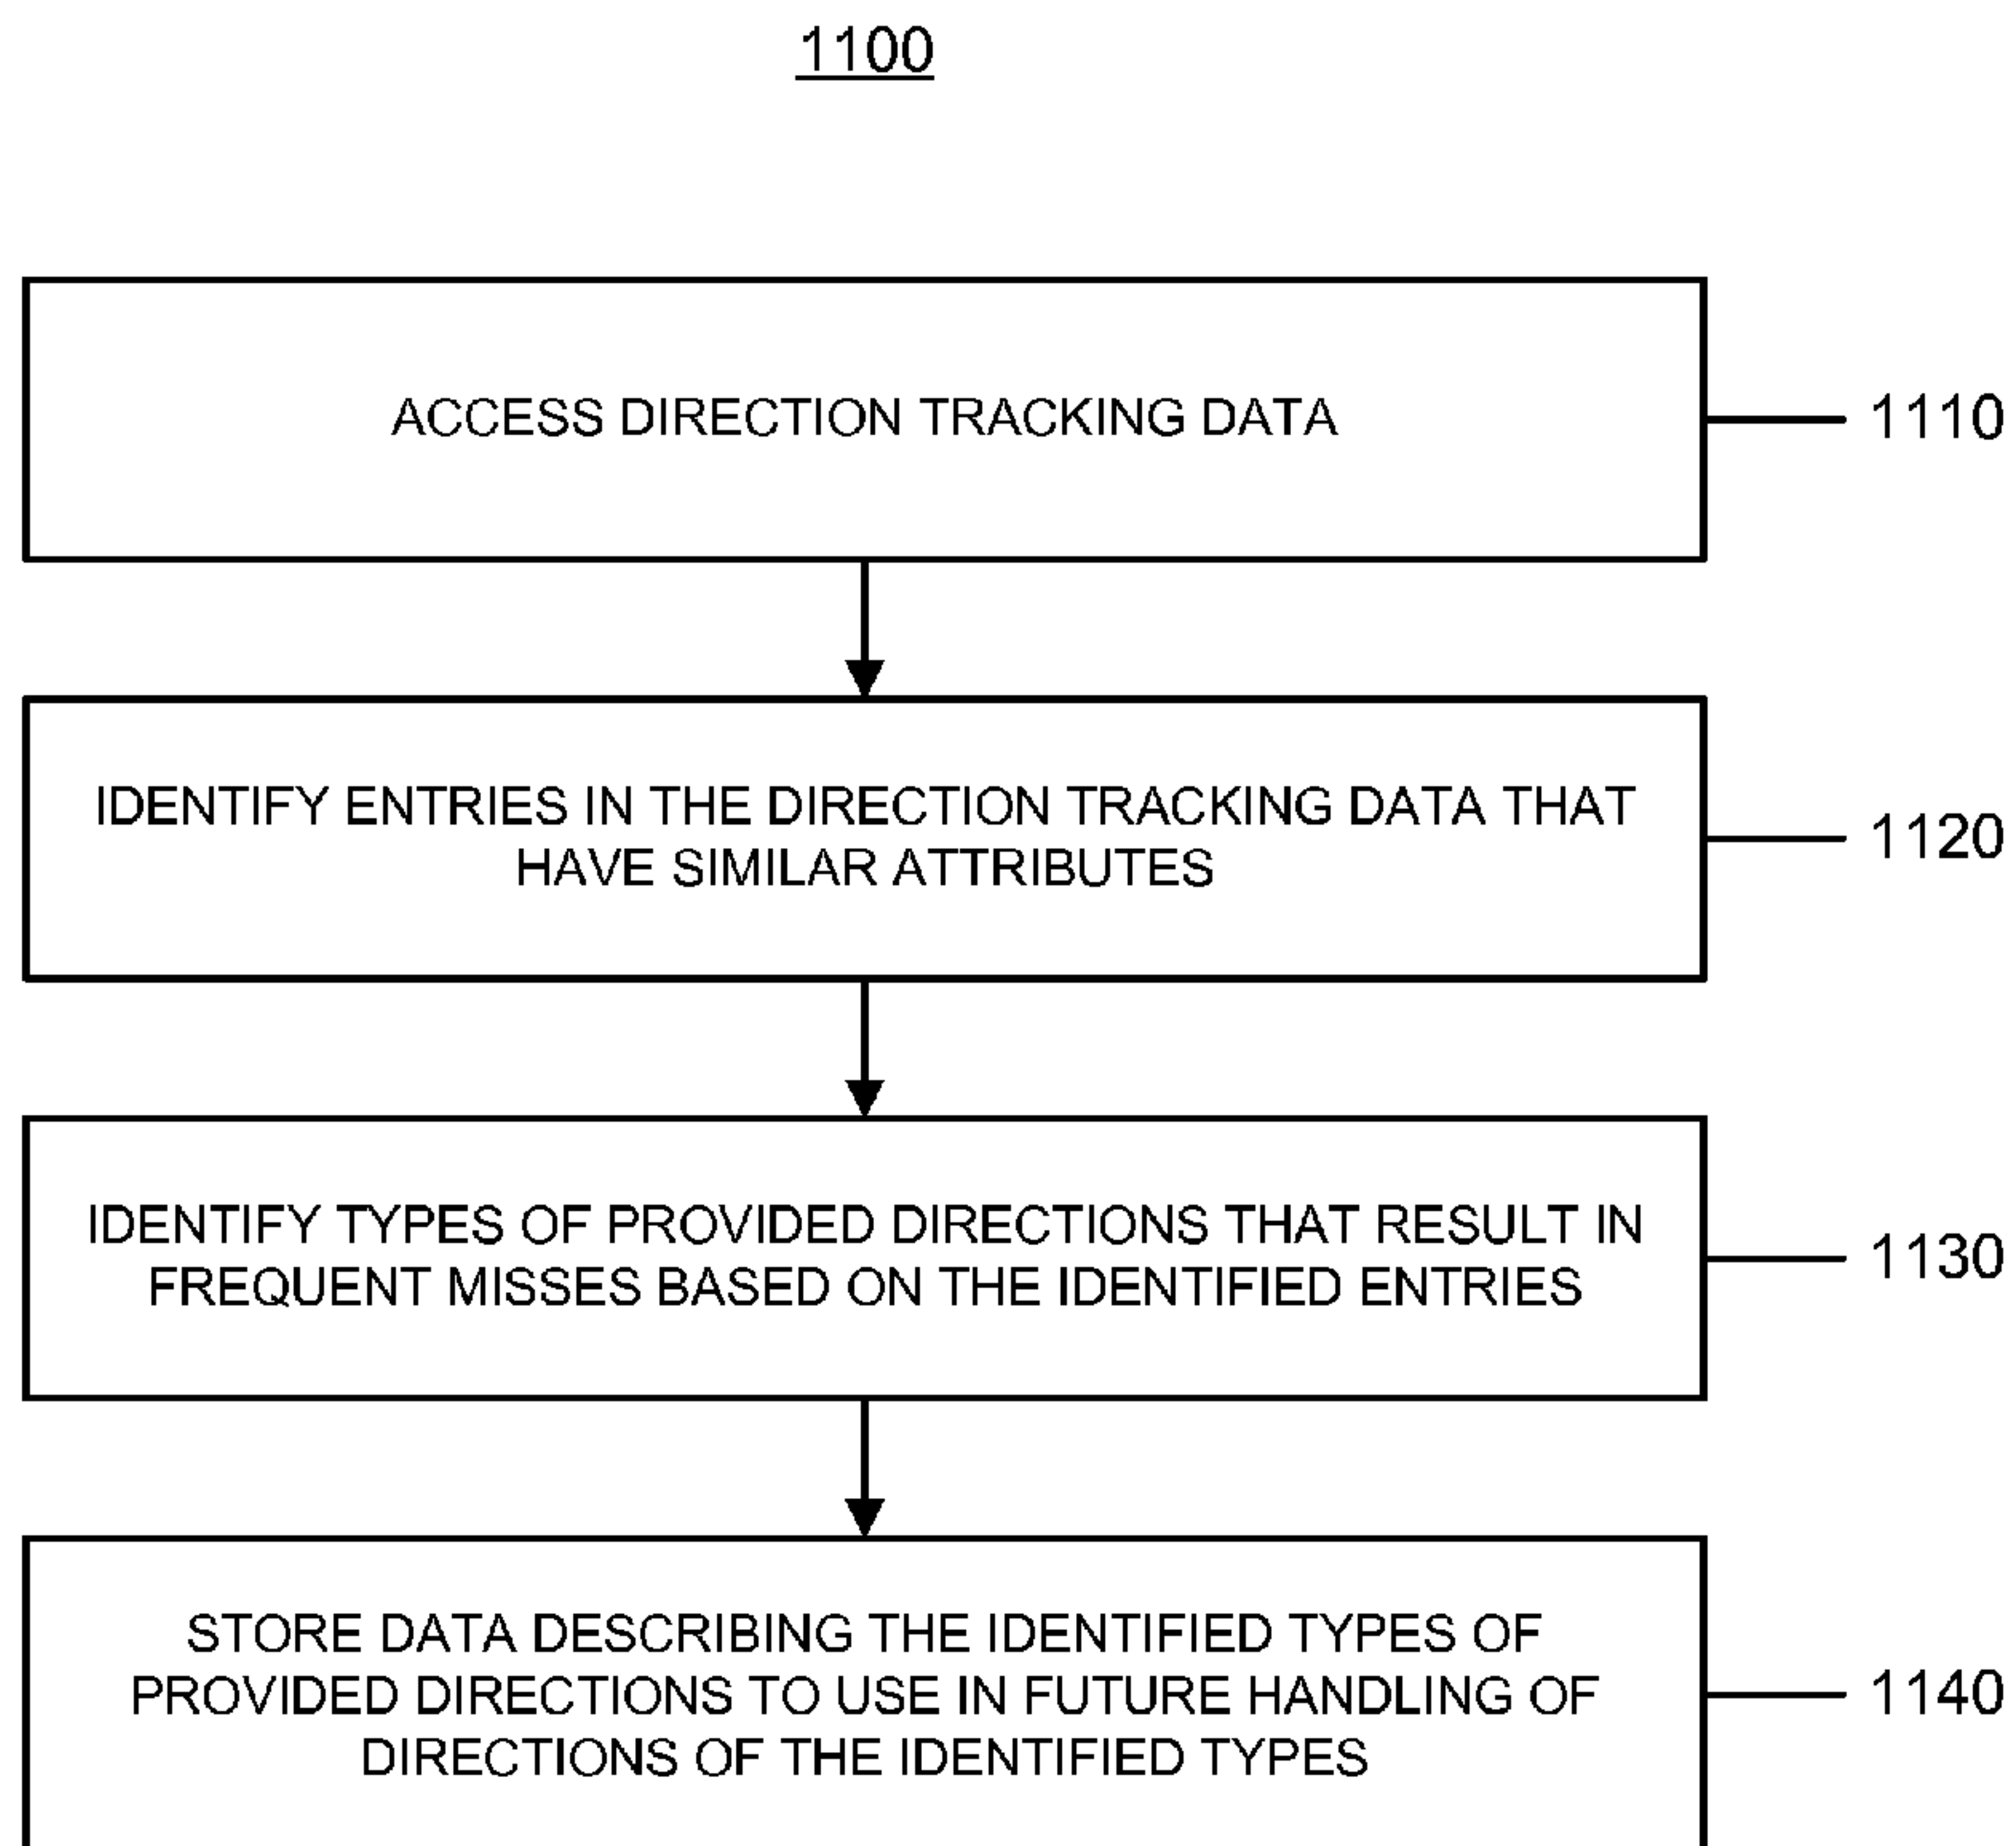 1100
ACCESS DIRECTION TRACKING DATA
1110
IDENTIFY ENTRIES IN THE DIRECTION TRACKING DATA THAT
HAVE SIMILAR ATTRIBUTES
1120
IDENTIFY TYPES OF PROVIDED DIRECTIONS THAT RESULT IN
FREQUENT MISSES BASED ON THE IDENTIFIED ENTRIES
1130
STORE DATA DESCRIBING THE IDENTIFIED TYPES OF
PROVIDED DIRECTIONS TO USE IN FUTURE HANDLING OF
DIRECTIONS OF THE IDENTIFIED TYPES
1140